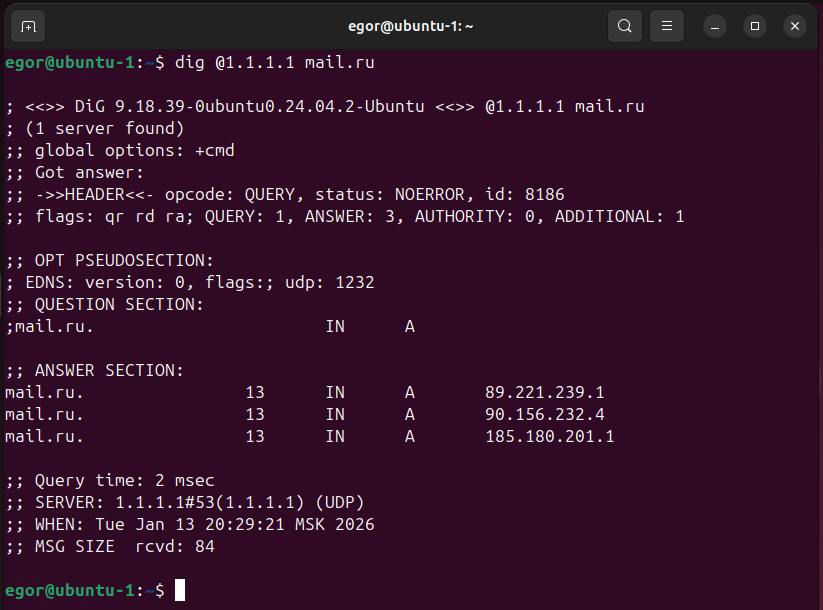 egor@ubuntu-1: ~
egor@ubuntu-1:~$ dig @1.1.1.1 mail.ru

; <<>> DiG 9.18.39-0ubuntu0.24.04.2-Ubuntu <<>> @1.1.1.1 mail.ru
; (1 server found)
;; global options: +cmd
;; Got answer:
;; ->>HEADER<<- opcode: QUERY, status: NOERROR, id: 8186
;; flags: qr rd ra; QUERY: 1, ANSWER: 3, AUTHORITY: 0, ADDITIONAL: 1

;; OPT PSEUDOSECTION:
; EDNS: version: 0, flags:; udp: 1232
;; QUESTION SECTION:
;mail.ru.			IN	A

;; ANSWER SECTION:
mail.ru.		13	IN	A	89.221.239.1
mail.ru.		13	IN	A	90.156.232.4
mail.ru.		13	IN	A	185.180.201.1

;; Query time: 2 msec
;; SERVER: 1.1.1.1#53(1.1.1.1) (UDP)
;; WHEN: Tue Jan 13 20:29:21 MSK 2026
;; MSG SIZE  rcvd: 84

egor@ubuntu-1:~$